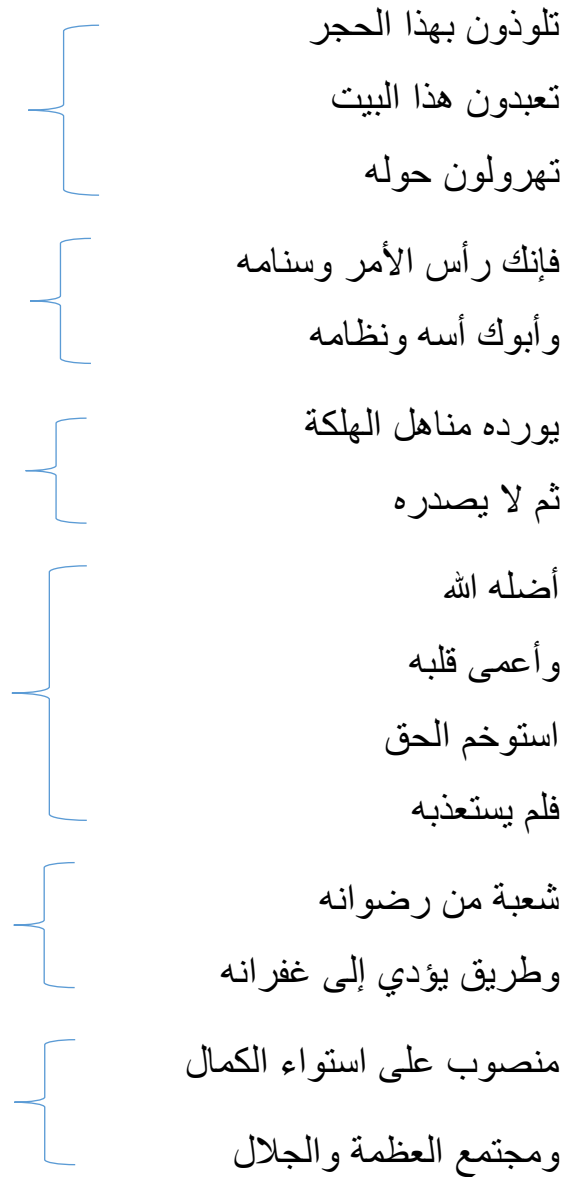 تلوذون بهذا الحجر
تعبدون هذا البيت
تهرولون حوله
فإنك رأس الأمر وسنامه
وأبوك أسه ونظامه
يورده مناهل الهلكة
ثم لا يصدره
أضله الله
وأعمى قلبه
استوخم الحق
فلم يستعذبه
شعبة من رضوانه
وطريق يؤدي إلى غفرانه
منصوب على استواء الكمال
ومجتمع العظمة والجلال